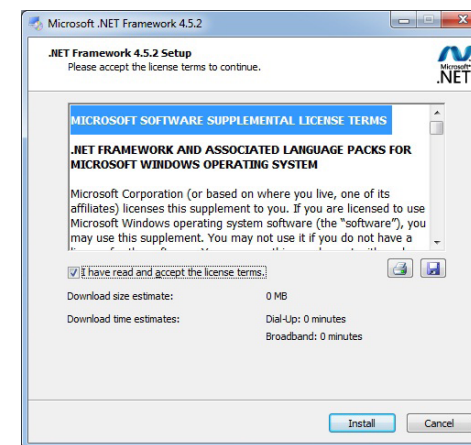 Microsoft .NET Framework 4.5.2
.NET Framework 4.5.2 Setup
Please accept the license terms to continue.
Microsoft
.NET
MICROSOFT SOFTWARE SUPPLEMENTAL LICENSE TERMS
.NET FRAMEWORK AND ASSOCIATED LANGUAGE PACKS FOR
MICROSOFT WINDOWS OPERATING SYSTEM
Microsoft Corporation (or based on where you live, one of its
affiliates) licenses this supplement to you. If you are licensed to use
Microsoft Windows operating system software (the “software”), you
may use this supplement. You may not use it if you do not have a
I have read and accept the license terms.
Download size estimate: 0 MB
Download time estimates: Dial-Up: 0 minutes
Broadband: 0 minutes
Install Cancel